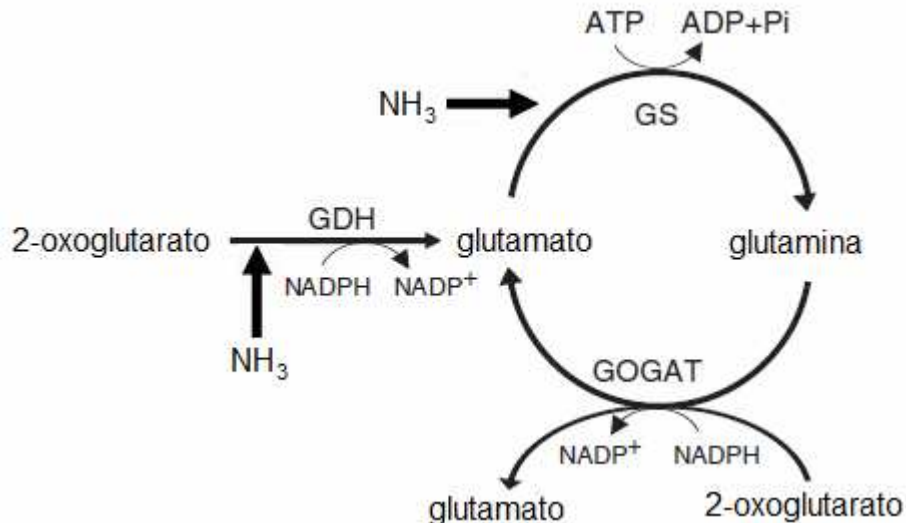 ATP ADP+Pi
NH₃
GS
GDH
2-oxoglutarato glutamato glutamina
NADPH NADP⁺
NH₃
GOGAT
NADP⁺ NADPH
glutamato 2-oxoglutarato